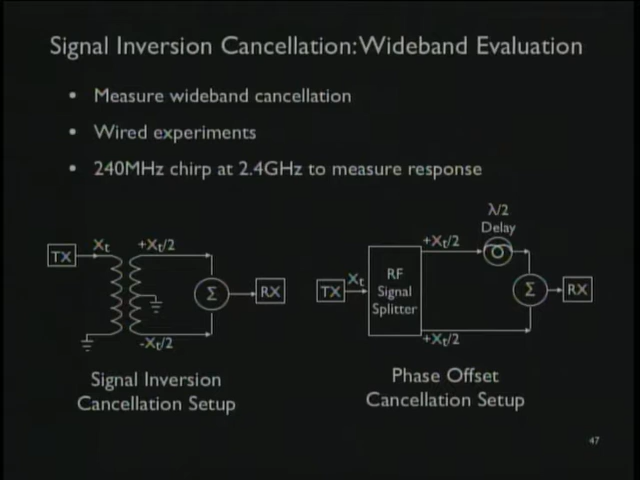 Signal Inversion Cancellation: Wideband Evaluation
• Measure wideband cancellation
• Wired experiments
• 240MHz chirp at 2.4GHz to measure response
TX
Xt
+Xt/2
-Xt/2
Σ
RX
Signal Inversion
Cancellation Setup
TX
Xt
RF
Signal
Splitter
+Xt/2
λ/2
Delay
+Xt/2
Σ
RX
Phase Offset
Cancellation Setup
47